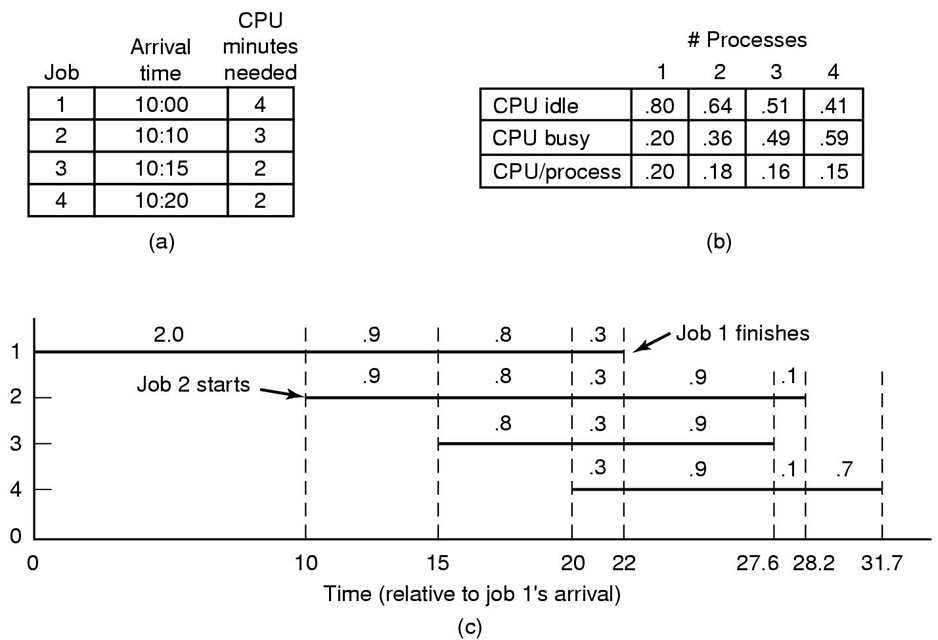 CPU
Arrival minutes
Job time needed
1 10:00 4
2 10:10 3
3 10:15 2
4 10:20 2
(a)
# Processes
1 2 3 4
CPU idle .80 .64 .51 .41
CPU busy .20 .36 .49 .59
CPU/process .20 .18 .16 .15
(b)
2.0 .9 .8 .3 Job 1 finishes
1
Job 2 starts .9 .8 .3 .9 .1
2
.8 .3 .9
3
.3 .9 .1 .7
4
0
0 10 15 20 22 27.6 28.2 31.7
Time (relative to job 1's arrival)
(c)